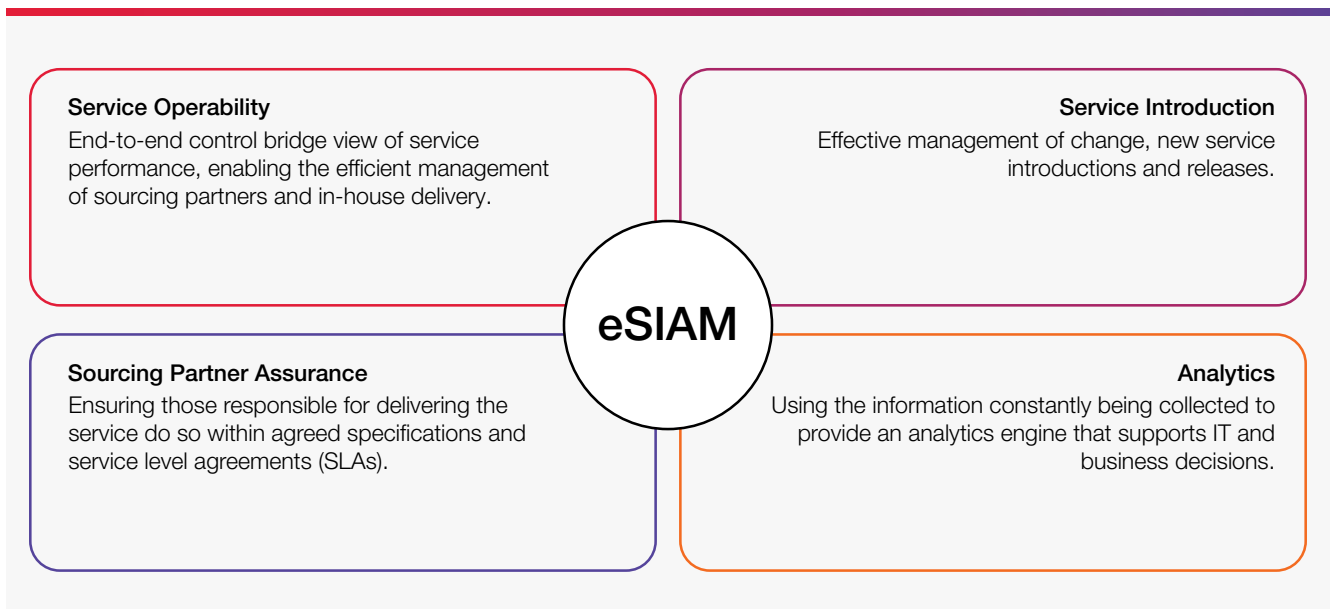 Service Operability
End-to-end control bridge view of service
performance, enabling the efficient management
of sourcing partners and in-house delivery.
Service Introduction
Effective management of change, new service
introductions and releases.
eSIAM
Sourcing Partner Assurance
Ensuring those responsible for delivering the
service do so within agreed specifications and
service level agreements (SLAs).
Analytics
Using the information constantly being collected to
provide an analytics engine that supports IT and
business decisions.